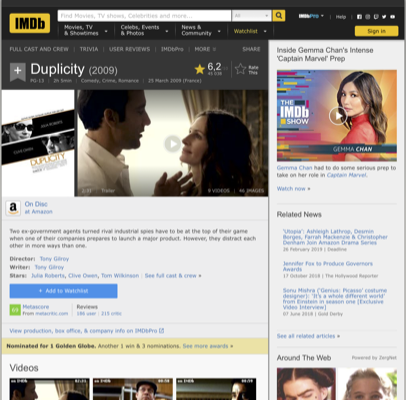 IMDb
Find Movies, TV shows, Celebrities and more...
All
IMDbPro
Help
Movies, TV & Showtimes
Celebs, Events & Photos
News & Community
Watchlist
Sign in
FULL CAST AND CREW | TRIVIA | USER REVIEWS | IMDbPro | MORE
SHARE
+ Duplicity (2009)
6,2
Rate This
PG-13 | 2h 5min | Comedy, Crime, Romance | 25 March 2009 (France)
JULIA ROBERTS
CLIVE OWEN
DUPLICITY
2:31 | Trailer
9 VIDEOS | 46 IMAGES
On Disc
at Amazon
Two ex-government agents turned rival industrial spies have to be at the top of their game
when one of their companies prepares to launch a major product. However, they distract each
other in more ways than one.
Director: Tony Gilroy
Writer: Tony Gilroy
Stars: Julia Roberts, Clive Owen, Tom Wilkinson | See full cast & crew »
+ Add to Watchlist
Metascore
From metacritic.com
Reviews
186 user | 215 critic
View production, box office, & company info on IMDbPro
Nominated for 1 Golden Globe. Another 1 win & 3 nominations. See more awards »
Videos
Inside Gemma Chan's Intense
'Captain Marvel' Prep
THE
IMDb
SHOW
GEMMA CHAN
Gemma Chan had to do some serious prep
to take on her role in Captain Marvel.
Watch now »
Related News
'Utopia': Ashleigh Lathrop, Desmin
Borges, Farrah Mackenzie & Christopher
Denham Join Amazon Drama Series
26 February 2019 | Deadline
Jennifer Fox to Produce Governors
Awards
17 October 2018 | The Hollywood Reporter
Sonu Mishra ('Genius: Picasso' costume
designer): 'It's a whole different world'
from Einstein in season one [Exclusive
Video Interview]
07 June 2018 | Gold Derby
See all related articles »
Around The Web
Powered by ZergNet